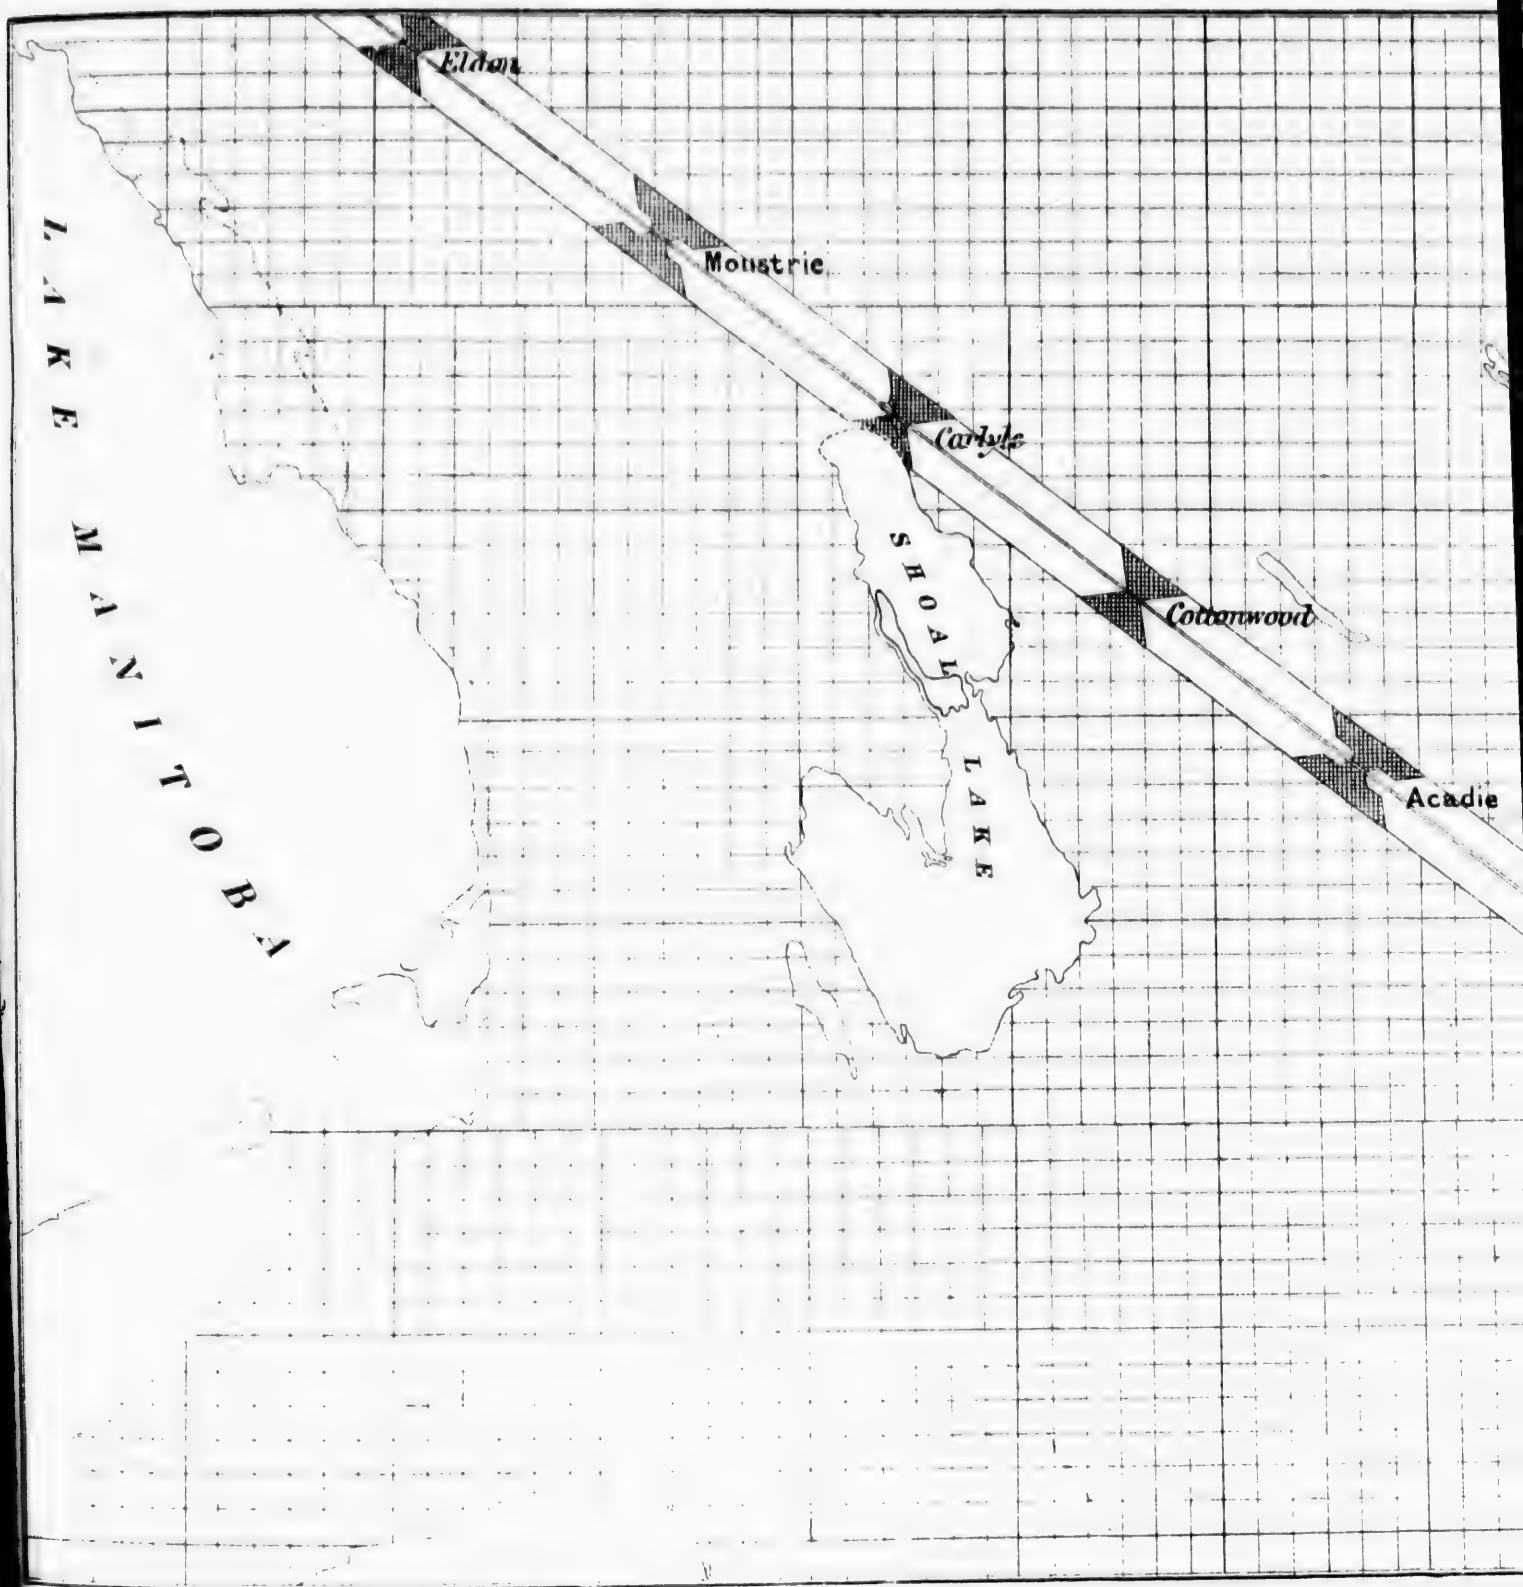 Eldon
Moustrie
Carlyle
Cottonwood
Acadie
LAKE MANITOBA
SHOAL LAKE